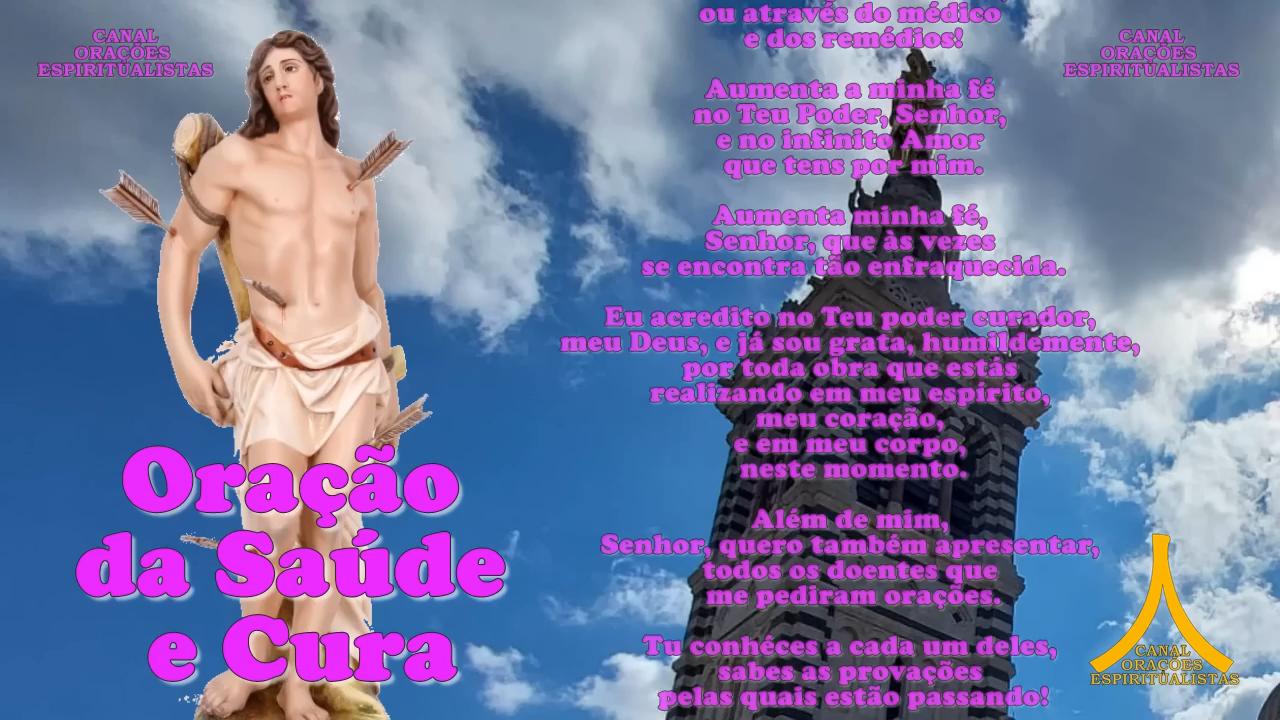 CANAL
ORAÇÕES
ESPIRITUALISTAS
Oração
da Saúde
e Cura
ou através do médico
e dos remédios!
Aumenta a minha fé
no Teu Poder, Senhor,
e no infinito Amor
que tens por mim.
Aumenta minha fé,
Senhor, que às vezes
se encontra tão enfraquecida.
Eu acredito no Teu poder curador,
meu Deus, e já sou grata, humildemente,
por toda obra que estás
realizando em meu espírito,
meu coração,
e em meu corpo,
neste momento.
Além de mim,
Senhor, quero também apresentar,
todos os doentes que
me pediram orações.
Tu conhéces a cada um deles,
sabes as provações
pelas quais estão passando!
CANAL
ORAÇÕES
ESPIRITUALISTAS
CANAL
ORAÇÕES
ESPIRITUALISTAS